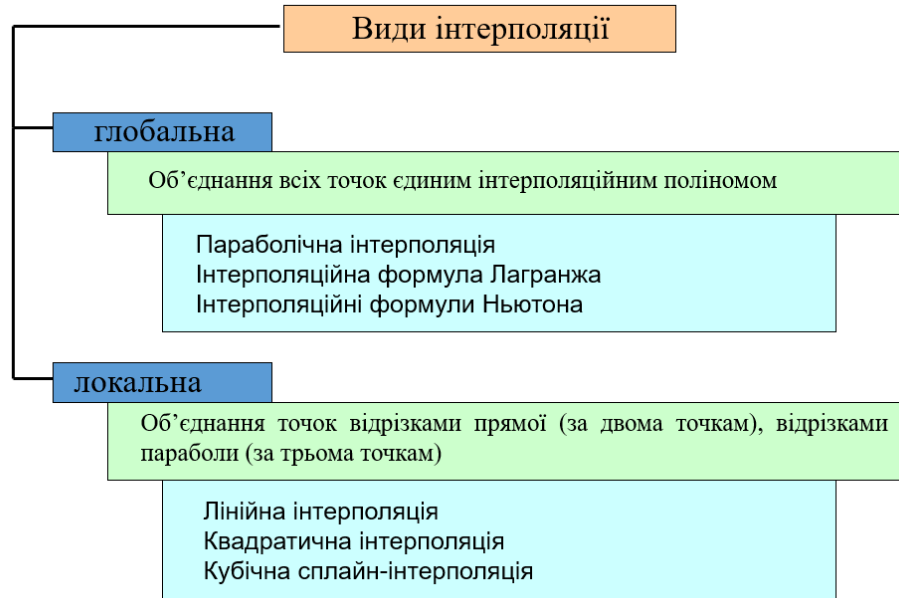 Види інтерполяції
глобальна
Об’єднання всіх точок єдиним інтерполяційним поліномом
Параболічна інтерполяція
Інтерполяційна формула Лагранжа
Інтерполяційні формули Ньютона
локальна
Об’єднання точок відрізками прямої (за двома точкам), відрізками
параболи (за трьома точкам)
Лінійна інтерполяція
Квадратична інтерполяція
Кубічна сплайн-інтерполяція